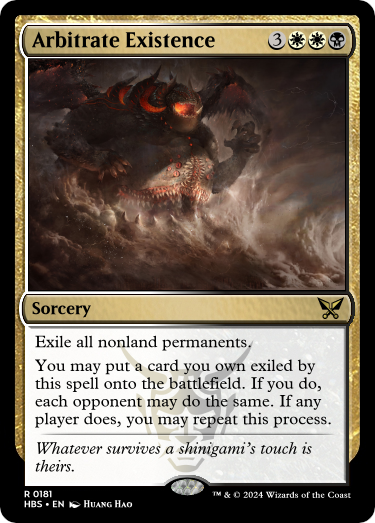 Arbitrate Existence 3
Sorcery
Exile all nonland permanents.
You may put a card you own exiled by
this spell onto the battlefield. If you do,
each opponent may do the same. If any
player does, you may repeat this process.
Whatever survives a shinigami's touch is
theirs.
R 0181
HBS • EN Huang Hao
™ & © 2024 Wizards of the Coast